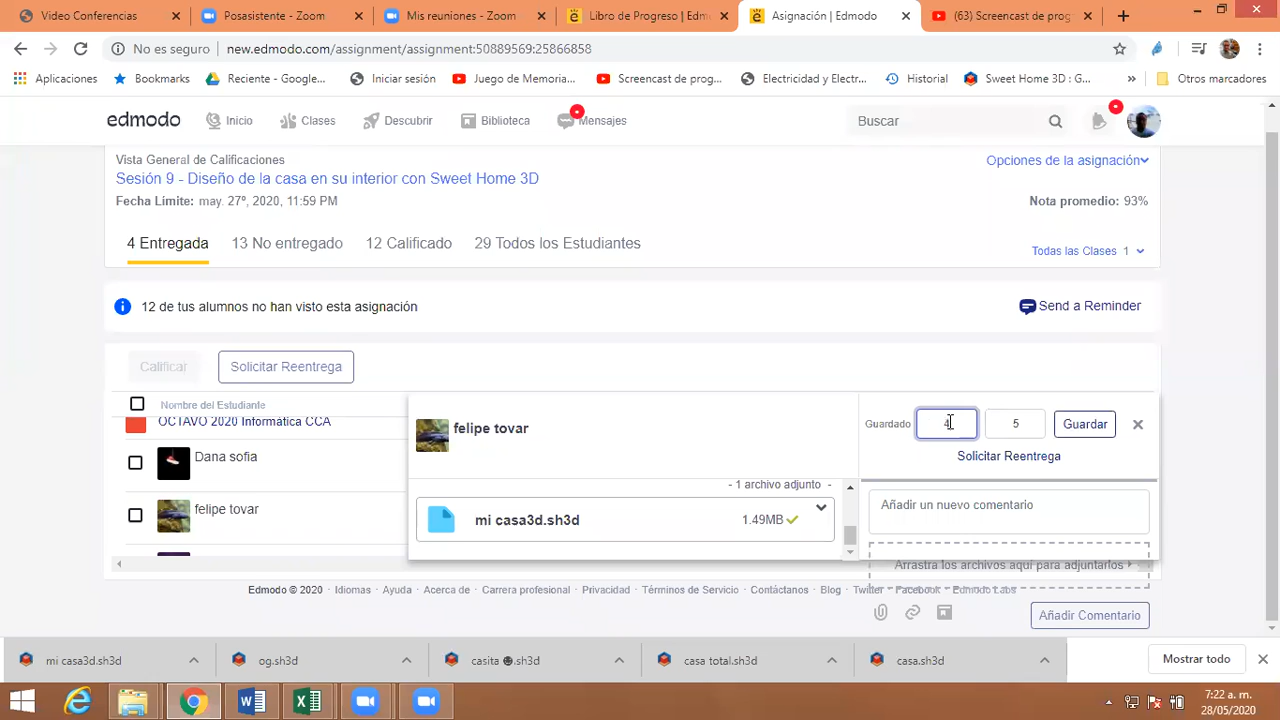 Video Conferencias
Posasistente - Zoom
Mis reuniones - Zoom
Libro de Progreso | Edm
Asignación | Edmodo
(63) Screencast de prog
No es seguro | new.edmodo.com/assignment/assignment:50889569:25866858
Aplicaciones
Bookmarks
Reciente - Google...
Iniciar sesión
Juego de Memoria...
Screencast de prog...
Electricidad y Electr...
Historial
Sweet Home 3D : G...
»
Otros marcadores
edmodo
Inicio
Clases
Descubrir
Biblioteca
Mensajes
Buscar
Vista General de Calificaciones
Opciones de la asignación
Sesión 9 - Diseño de la casa en su interior con Sweet Home 3D
Fecha Límite: may. 27º, 2020, 11:59 PM
Nota promedio: 93%
4 Entregada
13 No entregado
12 Calificado
29 Todos los Estudiantes
Todas las Clases 1
12 de tus alumnos no han visto esta asignación
Send a Reminder
Calificar
Solicitar Reentrega
Nombre del Estudiante
OCTAVO 2020 Informática CCA
Dana sofia
felipe tovar
felipe tovar
- 1 archivo adjunto -
mi casa3d.sh3d
1.49MB
Guardado
4
5
Guardar
Solicitar Reentrega
Añadir un nuevo comentario
Arrastra los archivos aquí para adjuntarlos
Añadir Comentario
Edmodo © 2020 · Idiomas · Ayuda · Acerca de · Carrera profesional · Privacidad · Término de Servicio · Contáctanos · Blog · Twitter · Facebook · Edmodo Labs
mi casa3d.sh3d
og.sh3d
casita ☻.sh3d
casa total.sh3d
casa.sh3d
Mostrar todo
7:22 a. m.
28/05/2020